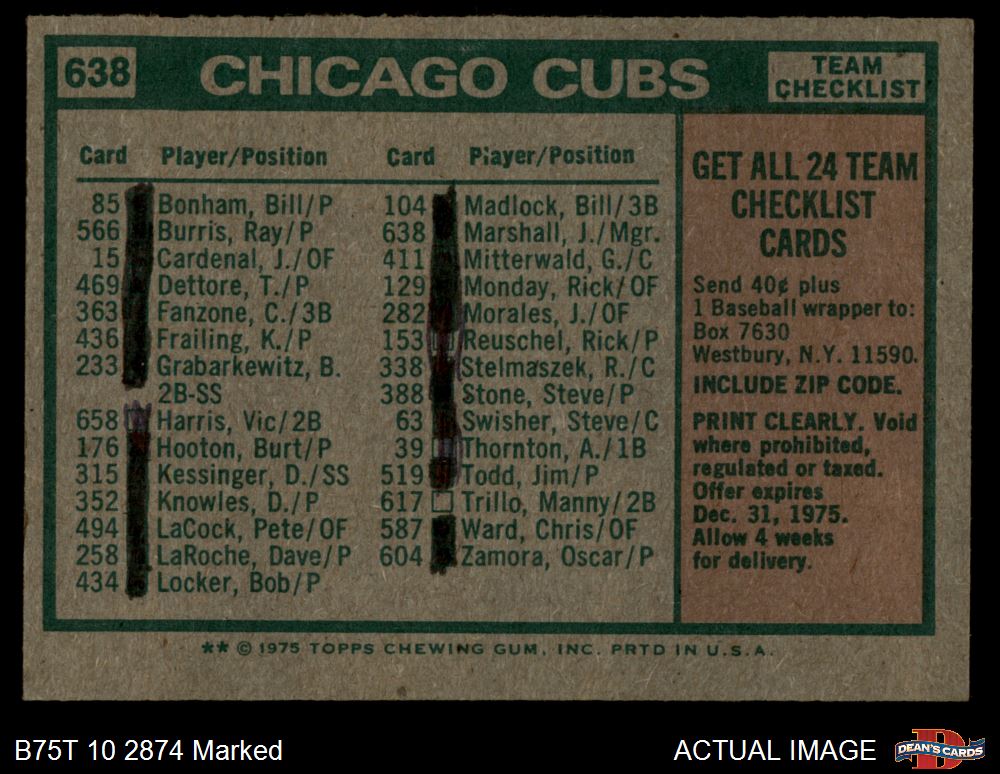 638 CHICAGO CUBS TEAM CHECKLIST
Card Player/Position
85 Bonham, Bill/P
566 Burris, Ray/P
15 Cardenal, J./OF
469 Dettore, T./P
363 Fanzone, C./3B
436 Frailing, K./P
233 Grabarkewitz, B.
2B-SS
658 Harris, Vic/2B
176 Hooton, Burt/P
315 Kessinger, D./SS
352 Knowles, D./P
494 LaCock, Pete/OF
258 LaRoche, Dave/P
434 Locker, Bob/P
Card Player/Position
104 Madlock, Bill/3B
638 Marshall, J./Mgr.
411 Mitterwald, G./C
129 Monday, Rick/OF
282 Morales, J./OF
153 Reuschel, Rick/P
338 Stelmaszek, R./C
388 Stone, Steve/P
63 Swisher, Steve/C
39 Thornton, A./1B
519 Todd, Jim/P
617 Trillo, Manny/2B
587 Ward, Chris/OF
604 Zamora, Oscar/P
GET ALL 24 TEAM
CHECKLIST
CARDS
Send 40¢ plus
1 Baseball wrapper to:
Box 7630
Westbury, N.Y. 11590.
INCLUDE ZIP CODE.
PRINT CLEARLY. Void
where prohibited,
regulated or taxed.
Offer expires
Dec. 31, 1975.
Allow 4 weeks
for delivery.
** © 1975 TOPPS CHEWING GUM, INC. PRTD IN U.S.A.
B75T 10 2874 Marked
ACTUAL IMAGE
DEAN'S CARDS